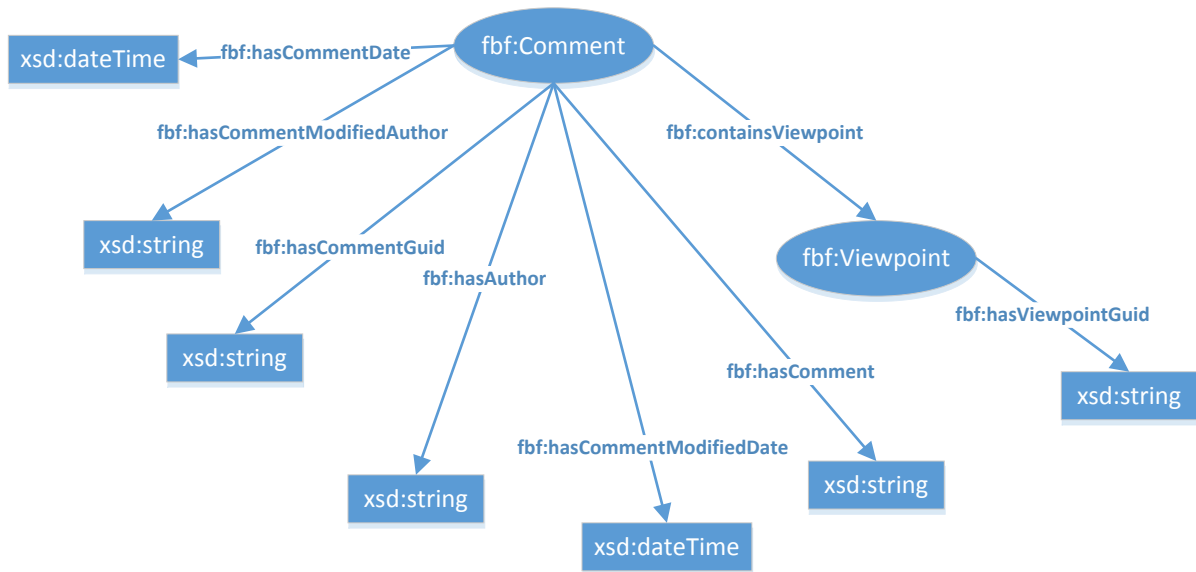 fbf:Comment
xsd:dateTime
fbf:hasCommentDate
fbf:hasCommentModifiedAuthor
fbf:containsViewpoint
xsd:string
fbf:hasCommentGuid
fbf:hasAuthor
fbf:Viewpoint
fbf:hasViewpointGuid
xsd:string
fbf:hasComment
xsd:string
fbf:hasCommentModifiedDate
xsd:string
xsd:string
xsd:dateTime